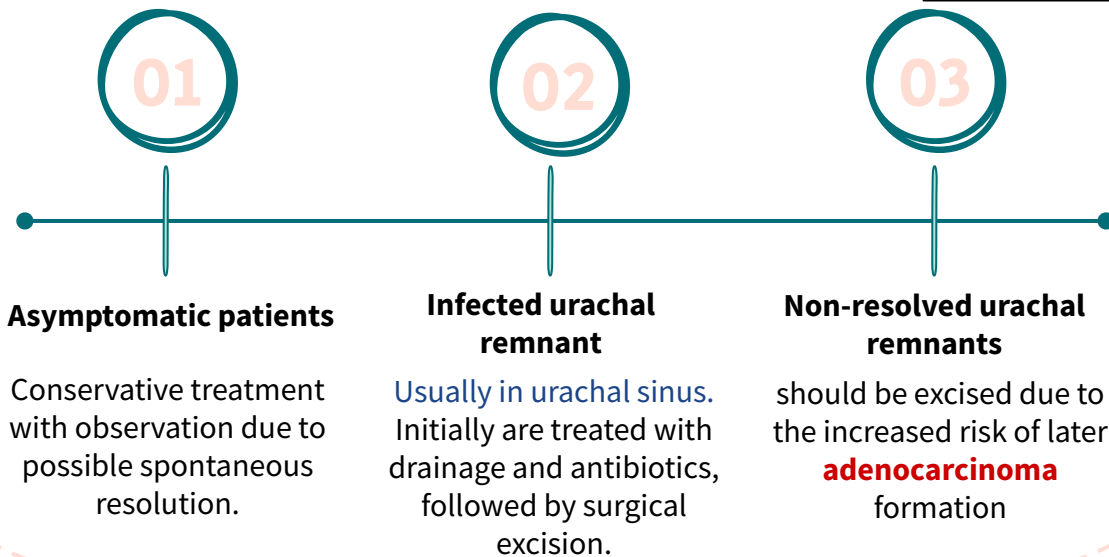 01
Asymptomatic patients
Conservative treatment
with observation due to
possible spontaneous
resolution.
02
Infected urachal
remnant
Usually in urachal sinus.
Initially are treated with
drainage and antibiotics,
followed by surgical
excision.
03
Non-resolved urachal
remnants
should be excised due to
the increased risk of later
adenocarcinoma
formation